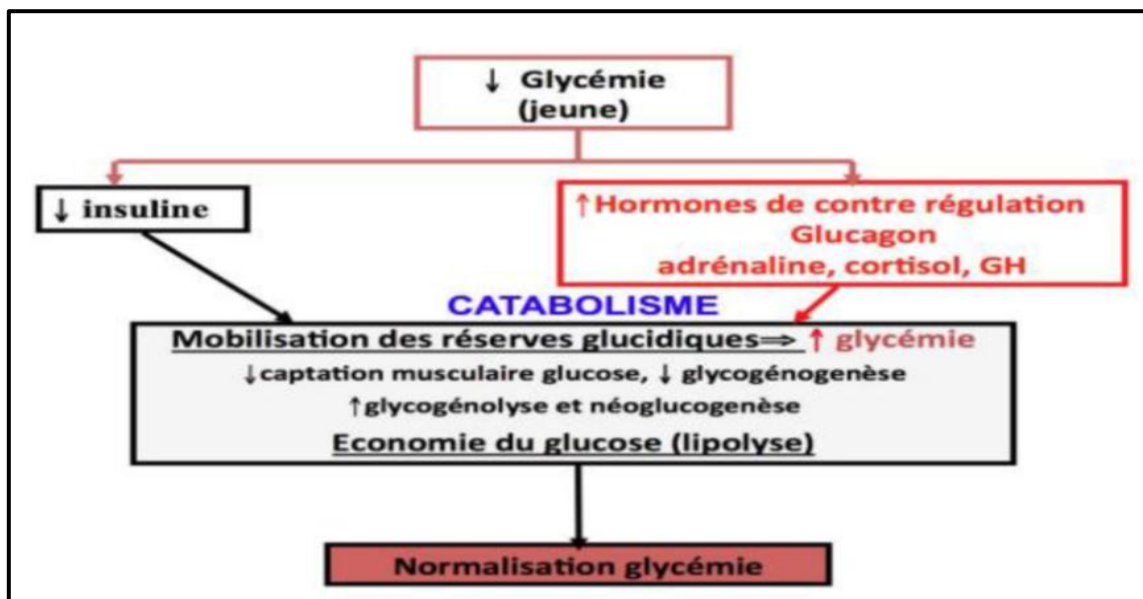 ↓ Glycémie
(jeune)
↓ insuline
↑Hormones de contre régulation
Glucagon
adrénaline, cortisol, GH
CATABOLISME
Mobilisation des réserves glucidiques⇒ ↑ glycémie
↓captation musculaire glucose, ↓ glycogénogenèse
↑glycogénolyse et néoglucogenèse
Economie du glucose (lipolyse)
Normalisation glycémie